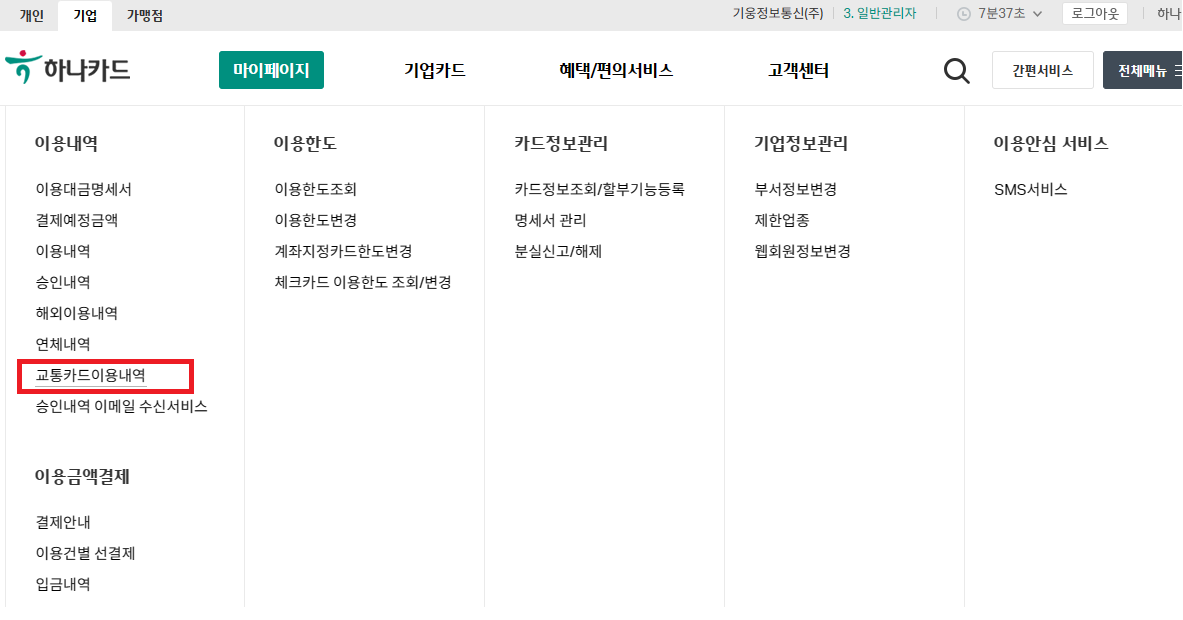 개인 기업 가맹점 기웅정보통신(주) 3. 일반관리자 7분37초 로그아웃 하나
하나카드 마이페이지 기업카드 혜택/편의서비스 고객센터 간편서비스 전체메뉴
이용내역
이용대금명세서
결제예정금액
이용내역
승인내역
해외이용내역
연체내역
교통카드이용내역
승인내역 이메일 수신서비스
이용금액결제
결제안내
이용건별 선결제
입금내역
이용한도
이용한도조회
이용한도변경
계좌지정카드한도변경
체크카드 이용한도 조회/변경
카드정보관리
카드정보조회/할부기능등록
명세서 관리
분실신고/해제
기업정보관리
부서정보변경
제한업종
웹회원정보변경
이용안심 서비스
SMS서비스